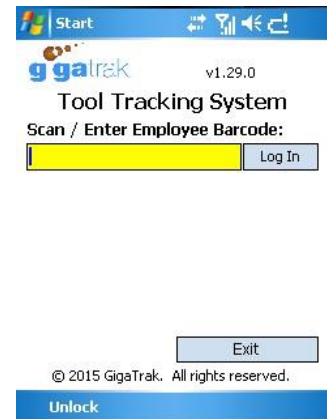 Start
gigatrak
v1.29.0
Tool Tracking System
Scan / Enter Employee Barcode:
Log In
Exit
© 2015 GigaTrak. All rights reserved.
Unlock